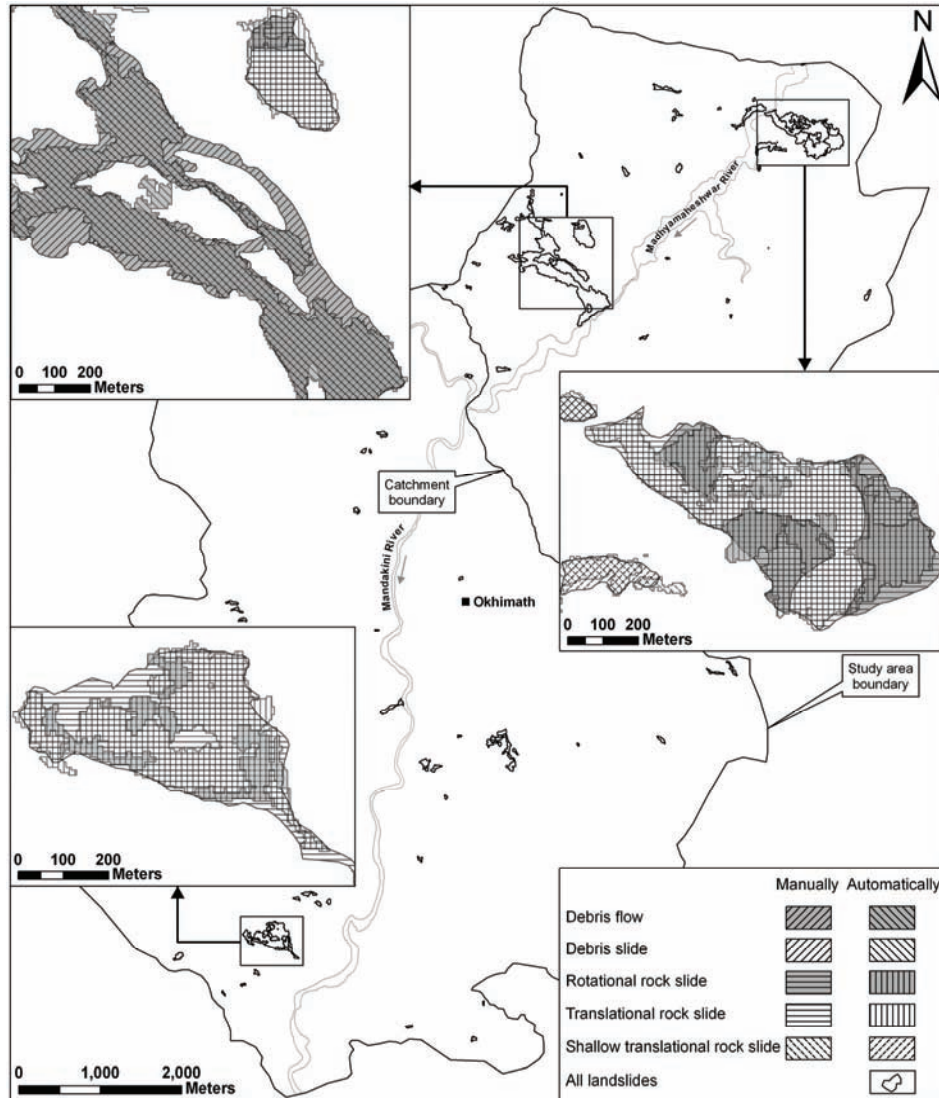 N
Madhyamaheshwar River
0 100 200
Meters
Catchment
boundary
Mandakini River
Okhimath
0 100 200
Meters
Study area
boundary
0 100 200
Meters
0 1,000 2,000
Meters
Manually Automatically
Debris flow
Debris slide
Rotational rock slide
Translational rock slide
Shallow translational rock slide
All landslides